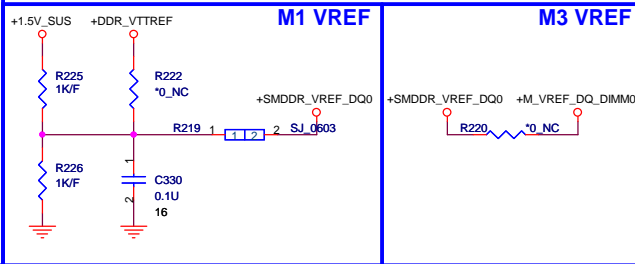 M1 VREF
+1.5V_SUS
+DDR_VTTREF
R225
1K/F
R222
*0_NC
+SMDDR_VREF_DQ0
R219
1
1 2
2
SJ_0603
R226
1K/F
1
2
C330
0.1U
16
M3 VREF
+SMDDR_VREF_DQ0
+M_VREF_DQ_DIMM0
R220
*0_NC